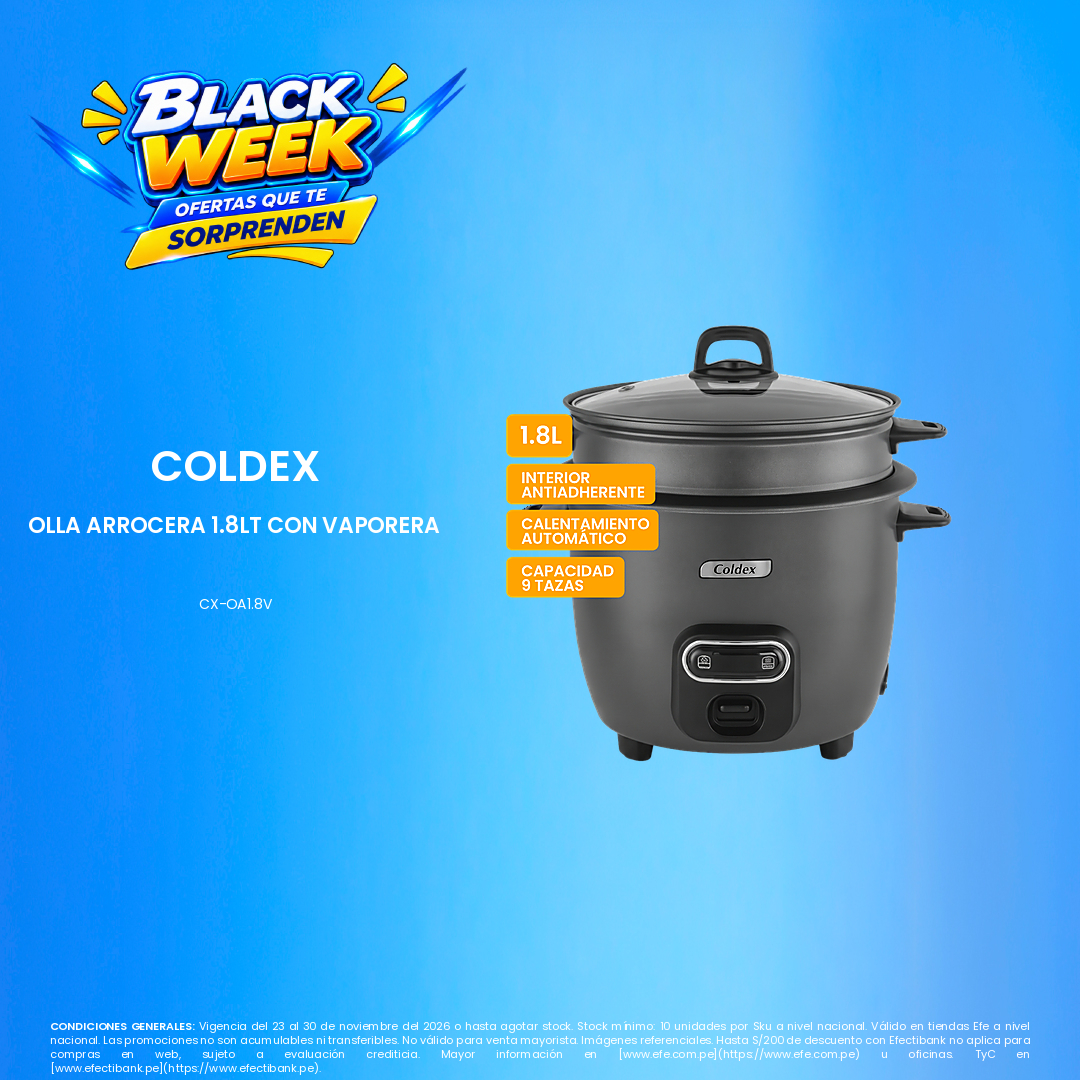 BLACK
WEEK
OFERTAS QUE TE
SORPRENDEN
COLDEX
OLLA ARROCERA 1.8LT CON VAPORERA
CX-OA1.8V
1.8L
INTERIOR
ANTIADHERENTE
CALENTAMIENTO
AUTOMÁTICO
CAPACIDAD
9 TAZAS
Coldex
CONDICIONES GENERALES: Vigencia del 23 al 30 de noviembre del 2026 o hasta agotar stock. Stock mínimo: 10 unidades por Sku a nivel nacional. Válido en tiendas Efe a nivel
nacional. Las promociones no son acumulables ni transferibles. No válido para venta mayorista. Imágenes referenciales. Hasta S/200 de descuento con Efectibank no aplica para
compras en web, sujeto a evaluación crediticia. Mayor información en [www.efe.com.pe](https://www.efe.com.pe) u oficinas. TyC en
[www.efectibank.pe](https://www.efectibank.pe).